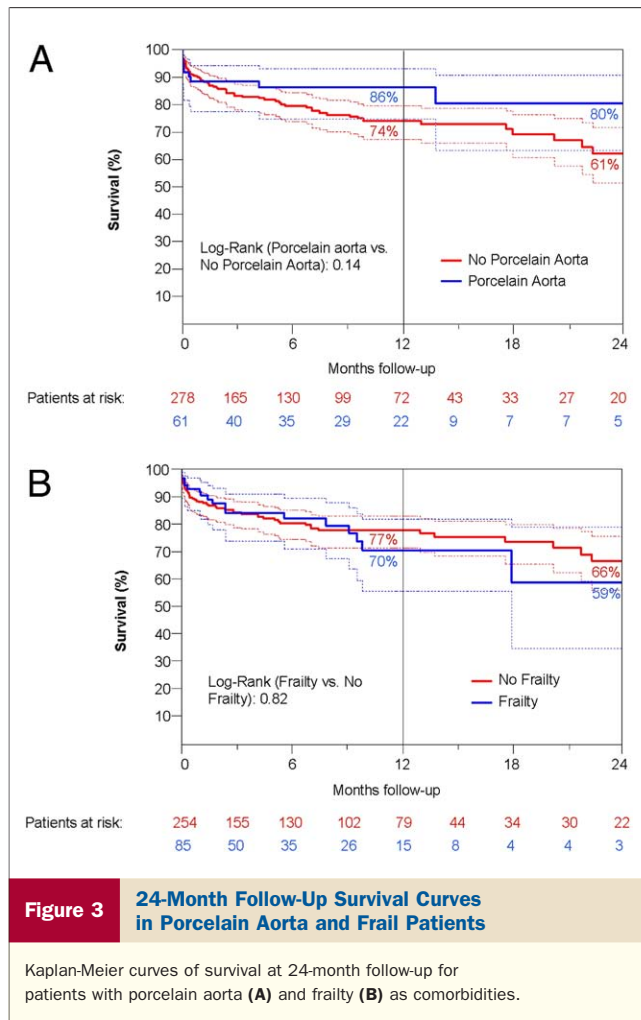 A
100
90
80
70
60
50
40
30
20
10
Survival (%)
86%
74%
80%
61%
Log-Rank (Porcelain aorta vs.
No Porcelain Aorta): 0.14
No Porcelain Aorta
Porcelain Aorta
0 6 12 18 24
Months follow-up
Patients at risk: 278 165 130 99 72 43 33 27 20
61 40 35 29 22 9 7 7 5
B
100
90
80
70
60
50
40
30
20
10
Survival (%)
77%
70%
66%
59%
Log-Rank (Frailty vs. No
Frailty): 0.82
No Frailty
Frailty
0 6 12 18 24
Months follow-up
Patients at risk: 254 155 130 102 79 44 34 30 22
85 50 35 26 15 8 4 4 3
Figure 3
24-Month Follow-Up Survival Curves
in Porcelain Aorta and Frail Patients
Kaplan-Meier curves of survival at 24-month follow-up for
patients with porcelain aorta (A) and frailty (B) as comorbidities.